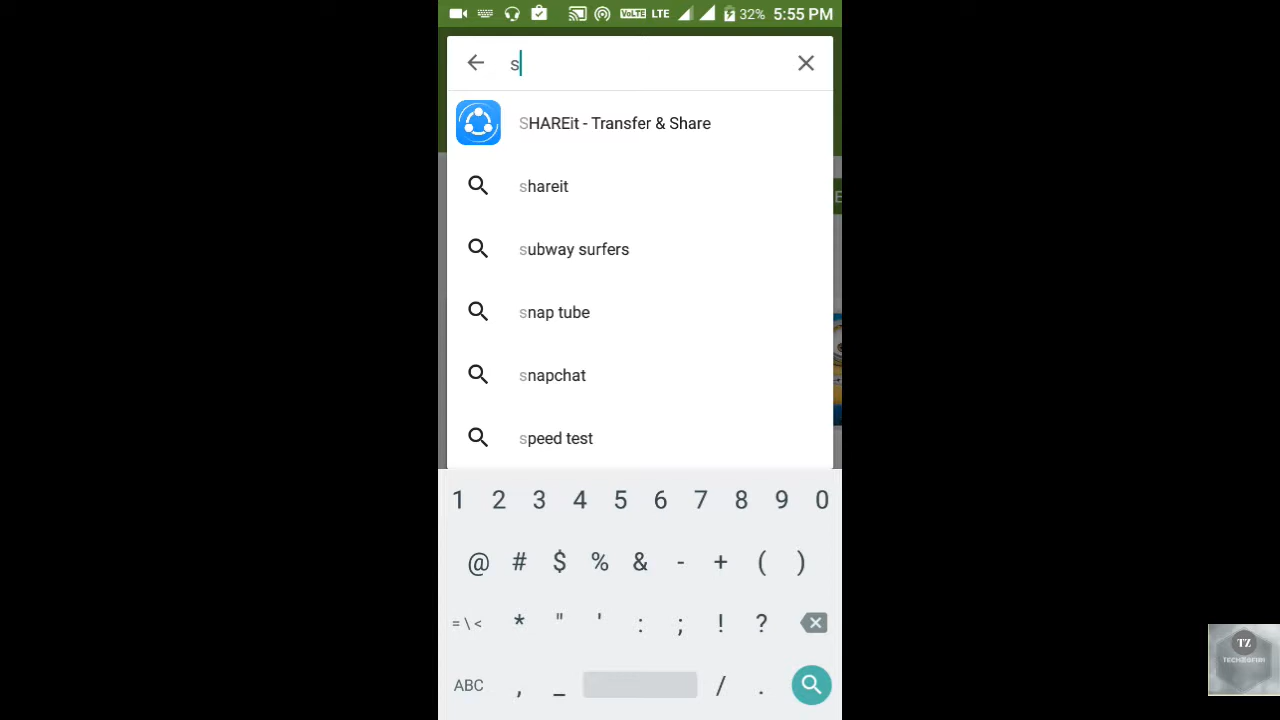 VoLTE LTE 32% 5:55 PM
s
SHAREit - Transfer & Share
shareit
subway surfers
snap tube
snapchat
speed test
1 2 3 4 5 6 7 8 9 0
@ # $ % & - + ( )
= \ < * " ' : ; ! ?
ABC , _ / .
TZ